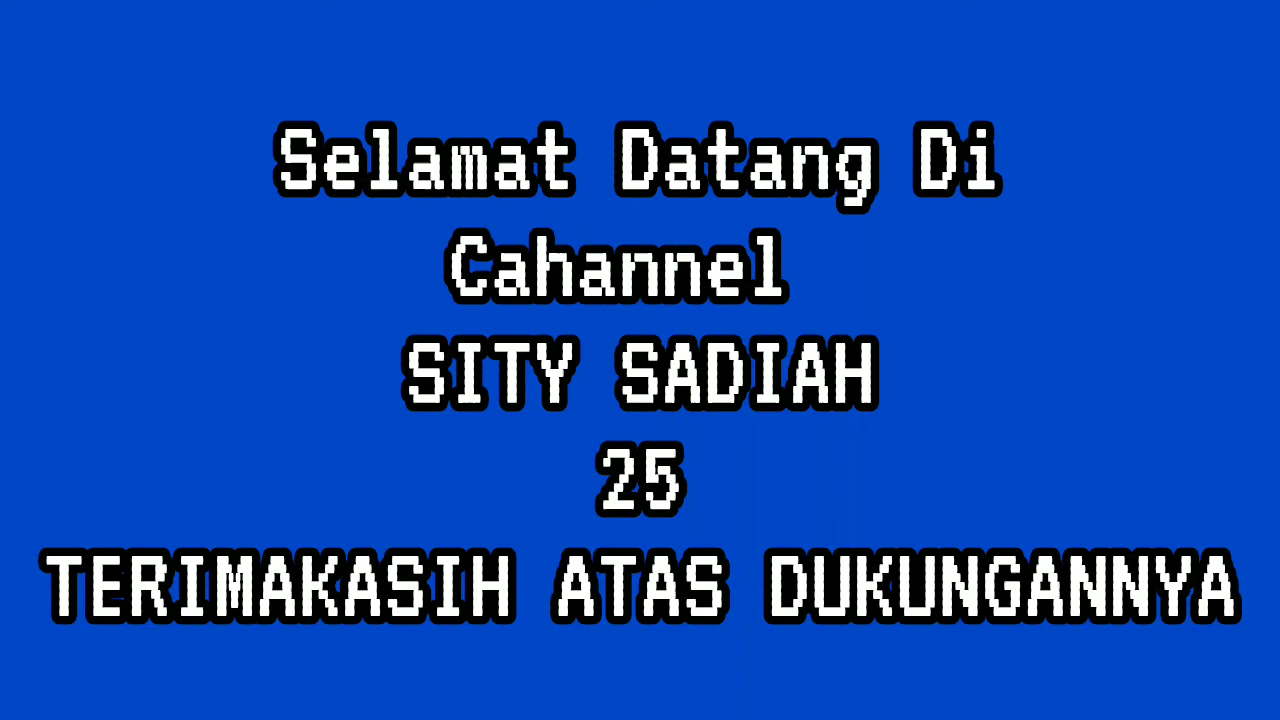 Selamat Datang Di
Cahannel
SITY SADIAH
25
TERIMAKASIH ATAS DUKUNGANNYA